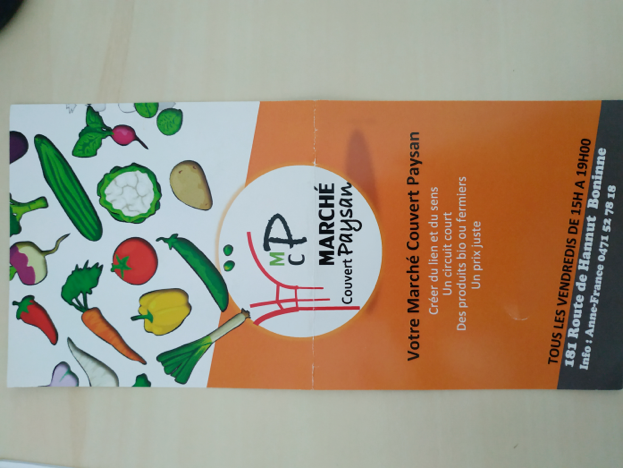 MCP
MARCHÉ
Couvert Paysan
Votre Marché Couvert Paysan
Créer du lien et du sens
Un circuit court
Des produits bio ou fermiers
Un prix juste
TOUS LES VENDREDIS DE 15H A 19H00
181 Route de Hannut Boninne
Info : Anne-France 0471 52 78 18